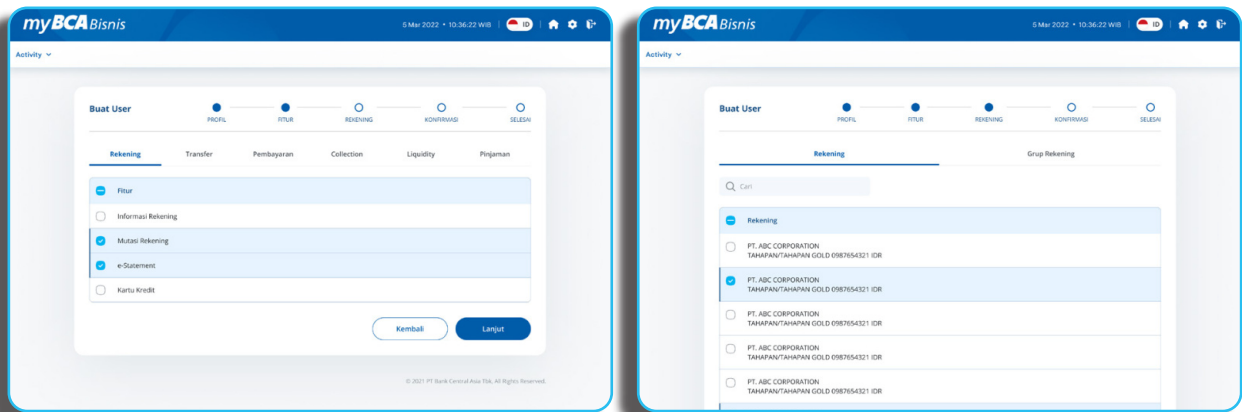 myBCA Bisnis
5 Mar 2022 • 10:36:22 WIB
ID
Activity
Buat User
PROFIL
FITUR
REKENING
KONFIRMASI
SELESAI
Rekening
Transfer
Pembayaran
Collection
Liquidity
Pinjaman
Fitur
Informasi Rekening
Mutasi Rekening
e-Statement
Kartu Kredit
Kembali
Lanjut
© 2021 PT Bank Central Asia Tbk, All Rights Reserved.
myBCA Bisnis
5 Mar 2022 • 10:36:22 WIB
ID
Activity
Buat User
PROFIL
FITUR
REKENING
KONFIRMASI
SELESAI
Rekening
Grup Rekening
Cari
Rekening
PT. ABC CORPORATION
TAHAPAN/TAHAPAN GOLD 0987654321 IDR
PT. ABC CORPORATION
TAHAPAN/TAHAPAN GOLD 0987654321 IDR
PT. ABC CORPORATION
TAHAPAN/TAHAPAN GOLD 0987654321 IDR
PT. ABC CORPORATION
TAHAPAN/TAHAPAN GOLD 0987654321 IDR
PT. ABC CORPORATION
TAHAPAN/TAHAPAN GOLD 0987654321 IDR